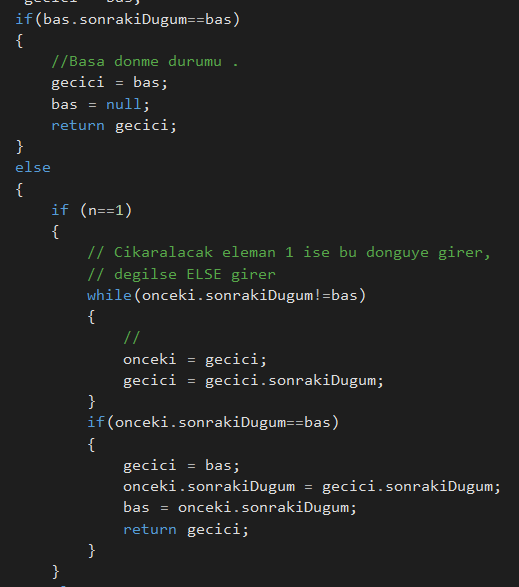 gecici = bas;
if(bas.sonrakiDugum==bas)
{
    //Basa donme durumu .
    gecici = bas;
    bas = null;
    return gecici;
}
else
{
    if (n==1)
    {
        // Cikaralacak eleman 1 ise bu donguye girer,
        // degilse ELSE girer
        while(onceki.sonrakiDugum!=bas)
        {
            //
            onceki = gecici;
            gecici = gecici.sonrakiDugum;
        }
        if(onceki.sonrakiDugum==bas)
        {
            gecici = bas;
            onceki.sonrakiDugum = gecici.sonrakiDugum;
            bas = onceki.sonrakiDugum;
            return gecici;
        }
    }